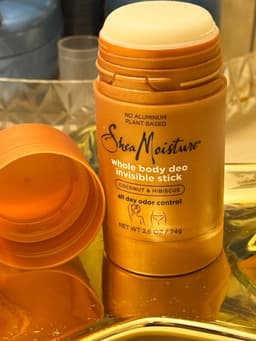 NO ALUMINUM
PLANT BASED
SheaMoisture®
whole body deo
invisible stick
COCONUT & HIBISCUS
all day odor control
NET WT 2.6 OZ / 74g